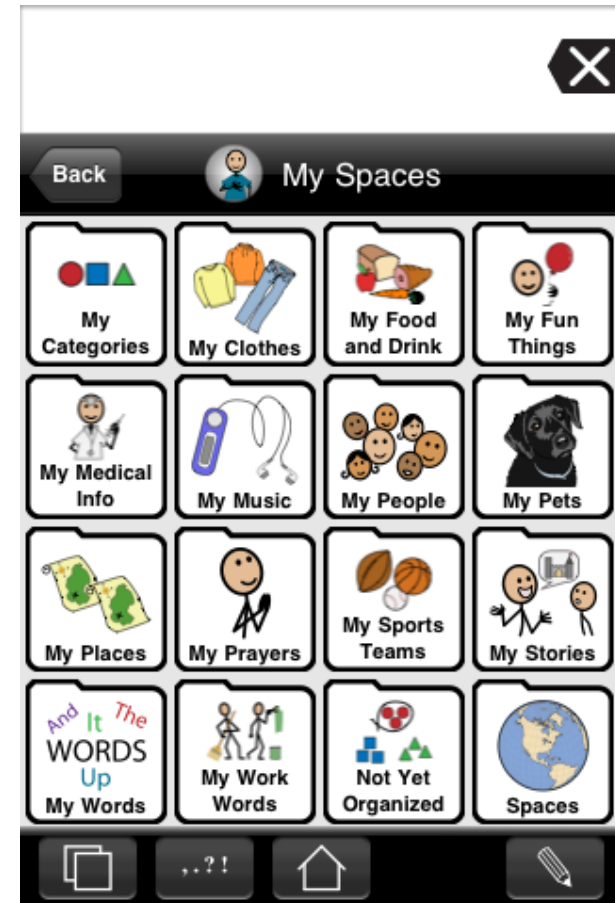 Back
My Spaces
My
Categories
My Clothes
My Food
and Drink
My Fun
Things
My Medical
Info
My Music
My People
My Pets
My Places
My Prayers
My Sports
Teams
My Stories
And It The
WORDS
Up
My Words
My Work
Words
Not Yet
Organized
Spaces
,.?!